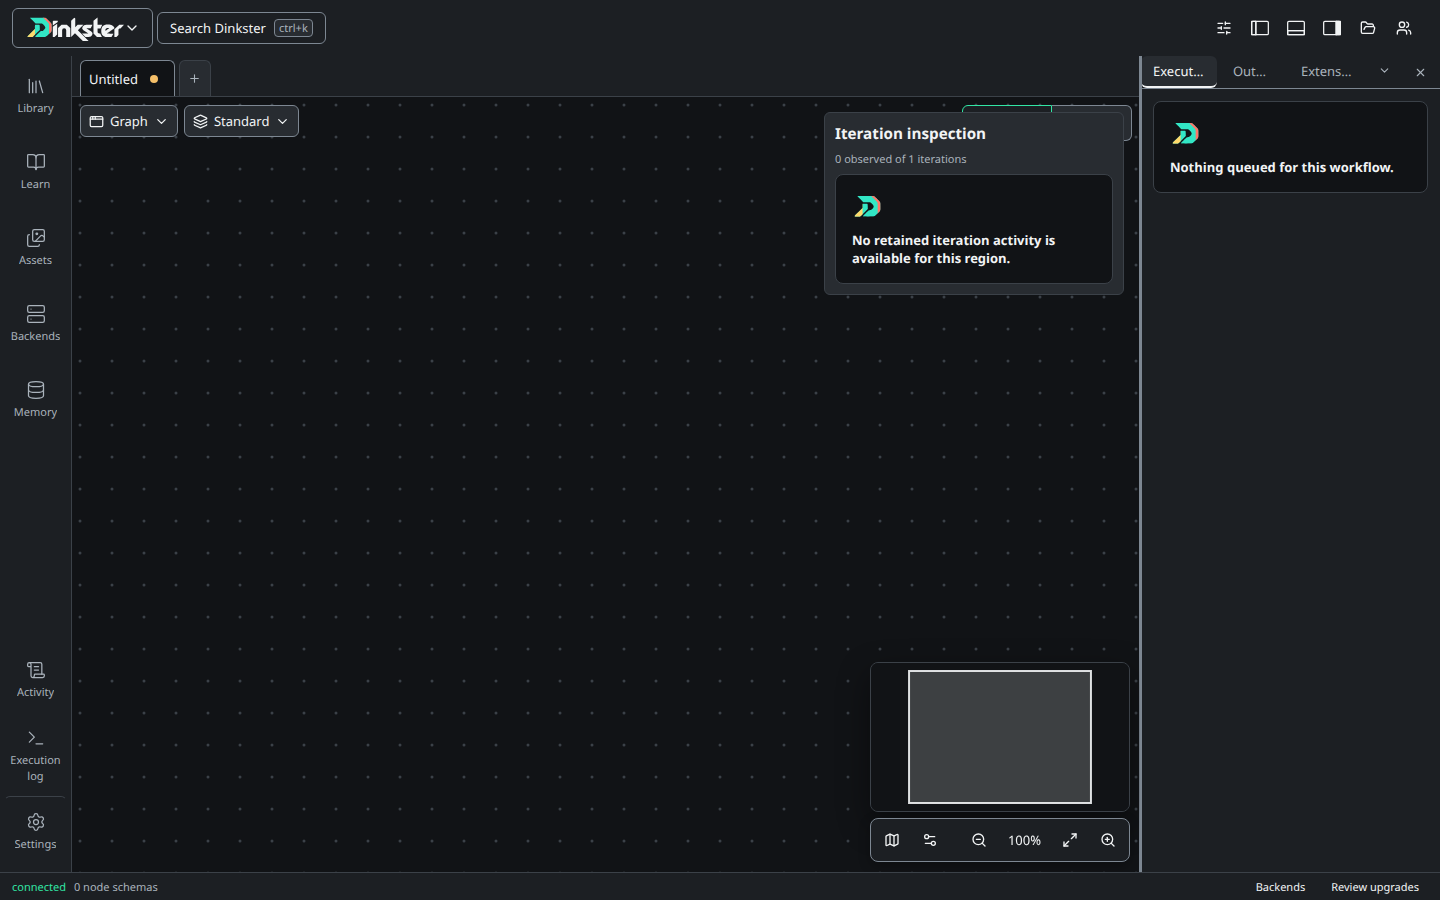 Dinkster
Search Dinkster ctrl+k
Untitled
Execut...
Out...
Extens...
Library
Learn
Assets
Backends
Memory
Activity
Execution
log
Settings
Graph
Standard
Iteration inspection
0 observed of 1 iterations
No retained iteration activity is
available for this region.
Nothing queued for this workflow.
100%
connected 0 node schemas
Backends
Review upgrades